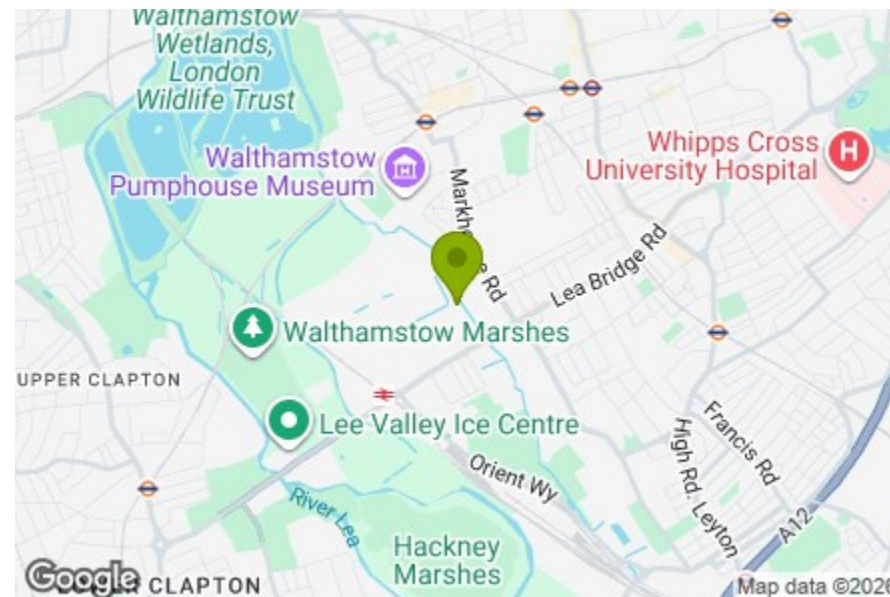 Walthamstow
Wetlands,
London
Wildlife Trust
Walthamstow
Pumphouse Museum
Whipps Cross
University Hospital
H
Lea Bridge Rd
Walthamstow Marshes
UPPER CLAPTON
Lee Valley Ice Centre
Francis Rd
High Rd. Leyton
Orient Wy
River Lea
A12
Hackney
Marshes
Google
CLAPTON
Map data ©2026